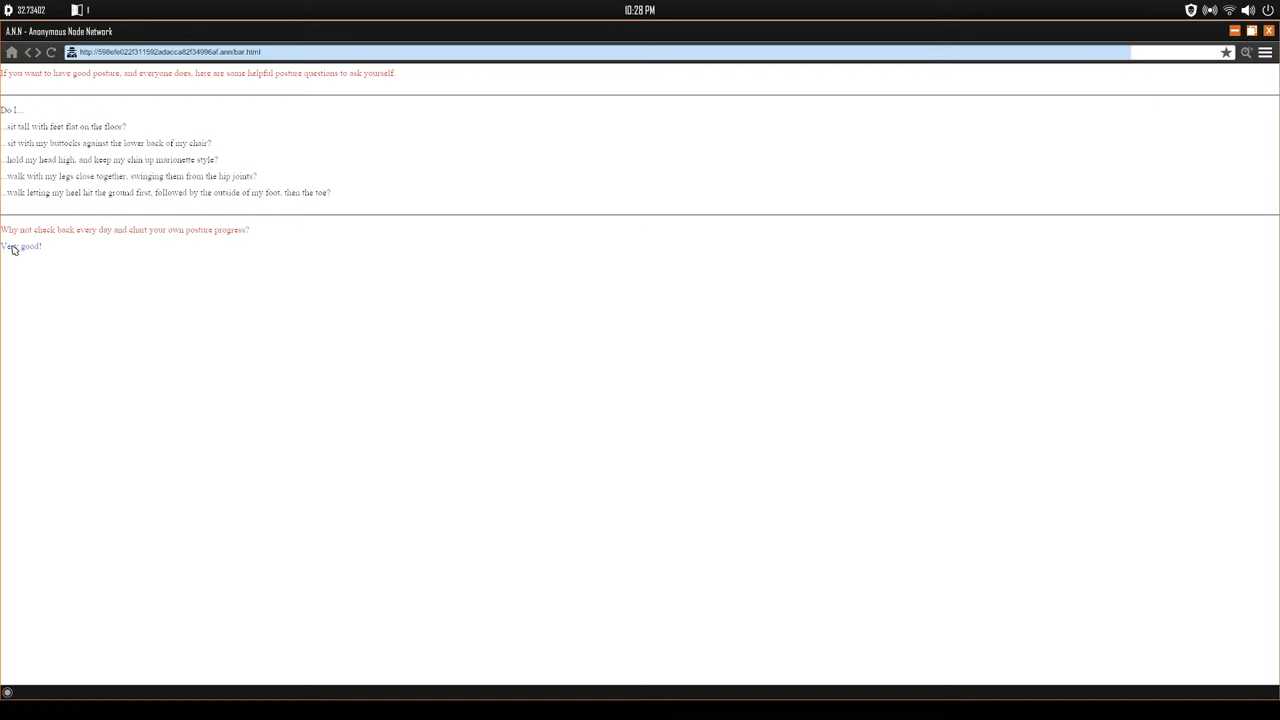 32.73402
1
10:28 PM
A.N.N - Anonymous Node Network
http://598efe022f311592adacca82f34996af.ann/bar.html
If you want to have good posture, and everyone does, here are some helpful posture questions to ask yourself.
Do I...
...sit tall with feet flat on the floor?
...sit with my buttocks against the lower back of my chair?
...hold my head high, and keep my chin up marionette style?
...walk with my legs close together, swinging them from the hip joints?
...walk letting my heel hit the ground first, followed by the outside of my foot, then the toe?
Why not check back every day and chart your own posture progress?
Very good!